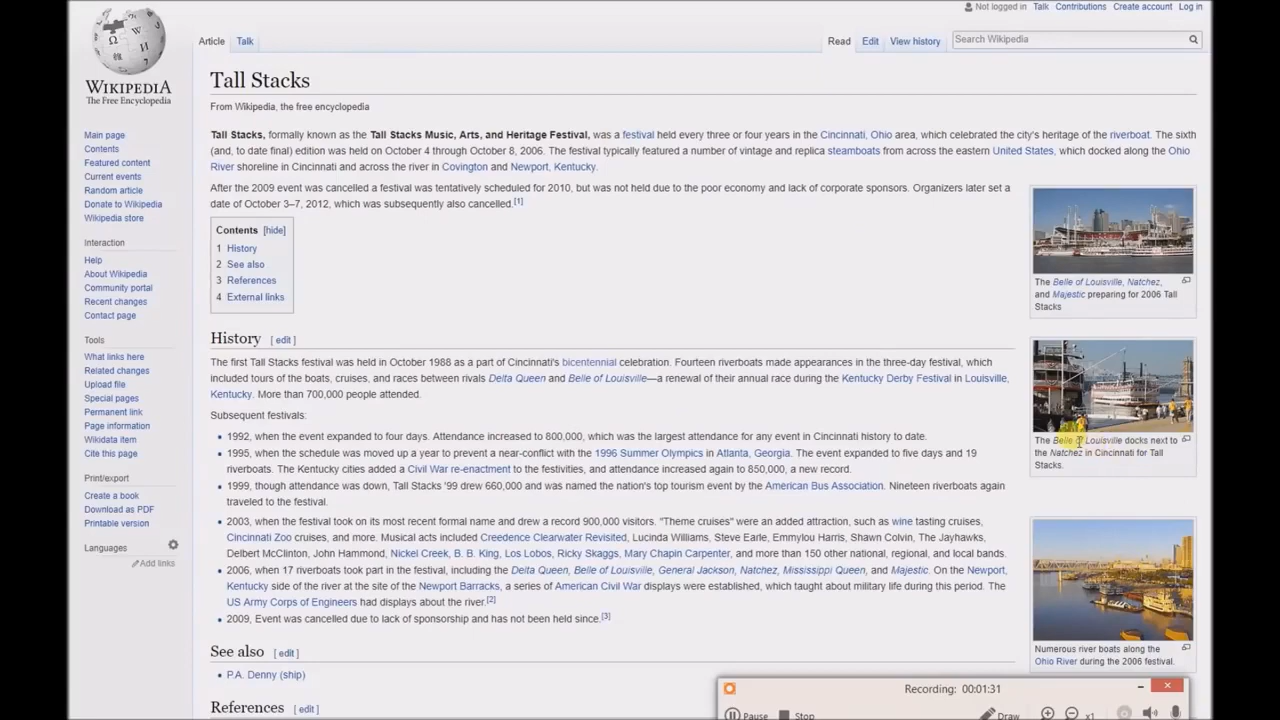 Not logged in Talk Contributions Create account Log in
Article Talk Read Edit View history Search Wikipedia
WIKIPEDIA
The Free Encyclopedia
Main page
Contents
Featured content
Current events
Random article
Donate to Wikipedia
Wikipedia store
Interaction
Help
About Wikipedia
Community portal
Recent changes
Contact page
Tools
What links here
Related changes
Upload file
Special pages
Permanent link
Page information
Wikidata item
Cite this page
Print/export
Create a book
Download as PDF
Printable version
Languages
Add links
Tall Stacks
From Wikipedia, the free encyclopedia
Tall Stacks, formally known as the Tall Stacks Music, Arts, and Heritage Festival, was a festival held every three or four years in the Cincinnati, Ohio area, which celebrated the city's heritage of the riverboat. The sixth
(and, to date final) edition was held on October 4 through October 8, 2006. The festival typically featured a number of vintage and replica steamboats from across the eastern United States, which docked along the Ohio
River shoreline in Cincinnati and across the river in Covington and Newport, Kentucky.
After the 2009 event was cancelled a festival was tentatively scheduled for 2010, but was not held due to the poor economy and lack of corporate sponsors. Organizers later set a
date of October 3–7, 2012, which was subsequently also cancelled.[1]
Contents [hide]
1 History
2 See also
3 References
4 External links
The Belle of Louisville, Natchez,
and Majestic preparing for 2006 Tall
Stacks
History [ edit ]
The first Tall Stacks festival was held in October 1988 as a part of Cincinnati's bicentennial celebration. Fourteen riverboats made appearances in the three-day festival, which
included tours of the boats, cruises, and races between rivals Delta Queen and Belle of Louisville—a renewal of their annual race during the Kentucky Derby Festival in Louisville,
Kentucky. More than 700,000 people attended.
Subsequent festivals:
1992, when the event expanded to four days. Attendance increased to 800,000, which was the largest attendance for any event in Cincinnati history to date.
1995, when the schedule was moved up a year to prevent a near-conflict with the 1996 Summer Olympics in Atlanta, Georgia. The event expanded to five days and 19
riverboats. The Kentucky cities added a Civil War re-enactment to the festivities, and attendance increased again to 850,000, a new record.
1999, though attendance was down, Tall Stacks '99 drew 660,000 and was named the nation's top tourism event by the American Bus Association. Nineteen riverboats again
traveled to the festival.
2003, when the festival took on its most recent formal name and drew a record 900,000 visitors. "Theme cruises" were an added attraction, such as wine tasting cruises,
Cincinnati Zoo cruises, and more. Musical acts included Creedence Clearwater Revisited, Lucinda Williams, Steve Earle, Emmylou Harris, Shawn Colvin, The Jayhawks,
Delbert McClinton, John Hammond, Nickel Creek, B. B. King, Los Lobos, Ricky Skaggs, Mary Chapin Carpenter, and more than 150 other national, regional, and local bands.
2006, when 17 riverboats took part in the festival, including the Delta Queen, Belle of Louisville, General Jackson, Natchez, Mississippi Queen, and Majestic. On the Newport,
Kentucky side of the river at the site of the Newport Barracks, a series of American Civil War displays were established, which taught about military life during this period. The
US Army Corps of Engineers had displays about the river.[2]
2009, Event was cancelled due to lack of sponsorship and has not been held since.[3]
The Belle of Louisville docks next to
the Natchez in Cincinnati for Tall
Stacks.
Numerous river boats along the
Ohio River during the 2006 festival.
See also [ edit ]
P.A. Denny (ship)
References [ edit ]
Recording: 00:01:31
Pause Stop Draw x1